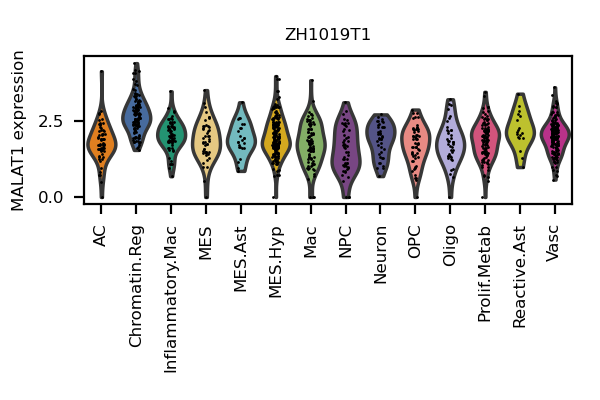 ZH1019T1
MALAT1 expression
2.5
0.0
AC
Chromatin.Reg
Inflammatory.Mac
MES
MES.Ast
MES.Hyp
Mac
NPC
Neuron
OPC
Oligo
Prolif.Metab
Reactive.Ast
Vasc